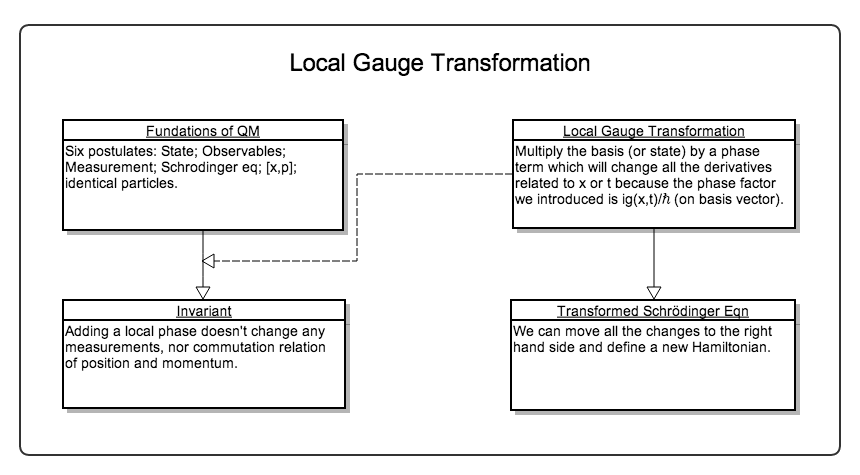 Local Gauge Transformation
Fundations of QM
Six postulates: State; Observables;
Measurement; Schrodinger eq; [x,p];
identical particles.
Local Gauge Transformation
Multiply the basis (or state) by a phase
term which will change all the derivatives
related to x or t because the phase factor
we introduced is ig(x,t)/ℏ (on basis vector).
Invariant
Adding a local phase doesn't change any
measurements, nor commutation relation
of position and momentum.
Transformed Schrödinger Eqn
We can move all the changes to the right
hand side and define a new Hamiltonian.